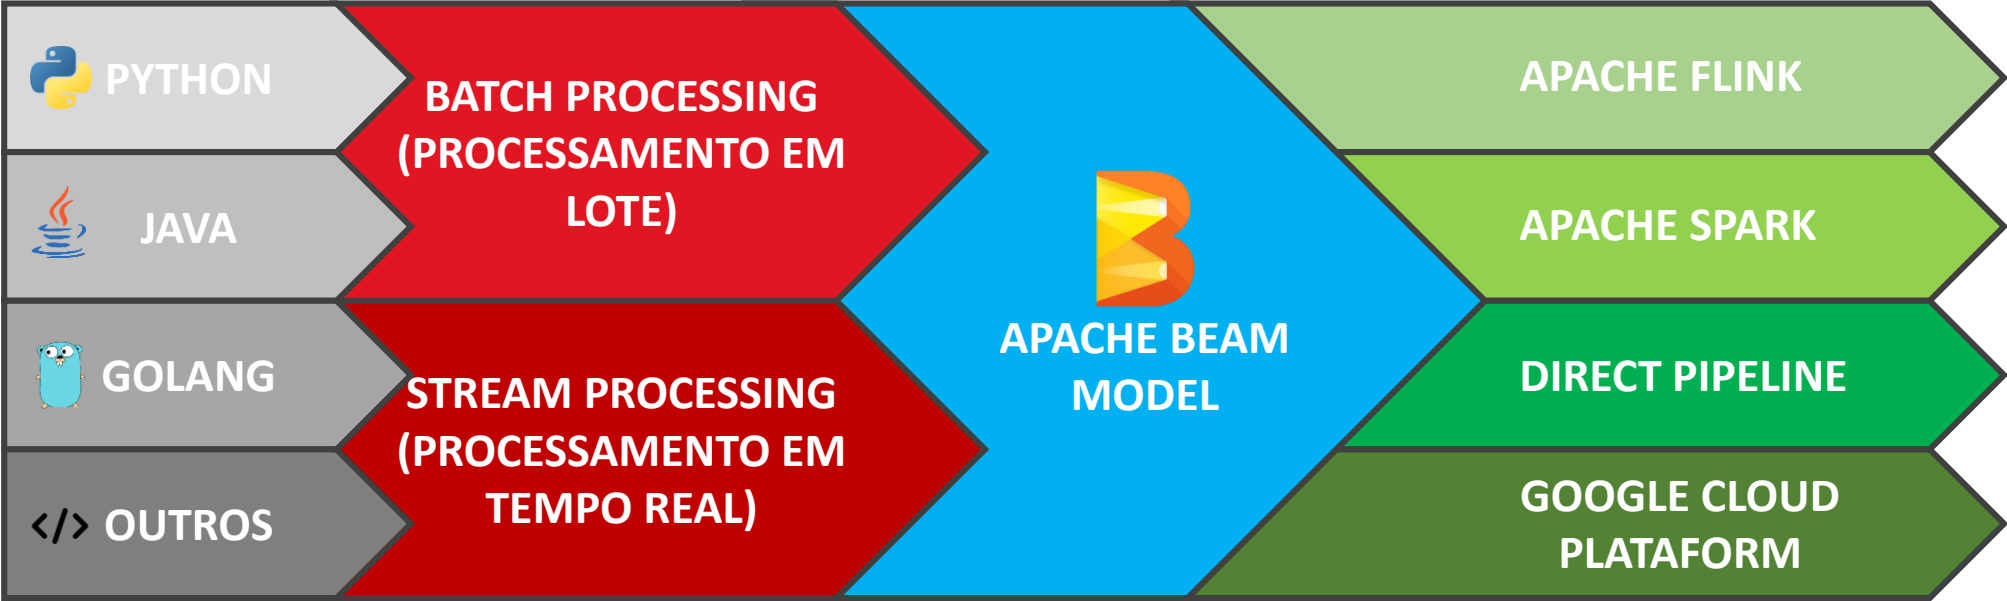 PYTHON
JAVA
GOLANG
</> OUTROS
BATCH PROCESSING
(PROCESSAMENTO EM
LOTE)
STREAM PROCESSING
(PROCESSAMENTO EM
TEMPO REAL)
APACHE BEAM
MODEL
APACHE FLINK
APACHE SPARK
DIRECT PIPELINE
GOOGLE CLOUD
PLATAFORM